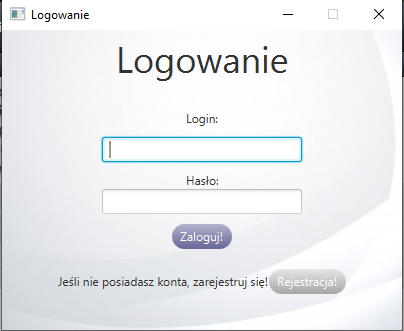 Logowanie
Logowanie
Login:
Hasło:
Zaloguj!
Jeśli nie posiadasz konta, zarejestruj się! Rejestracja!